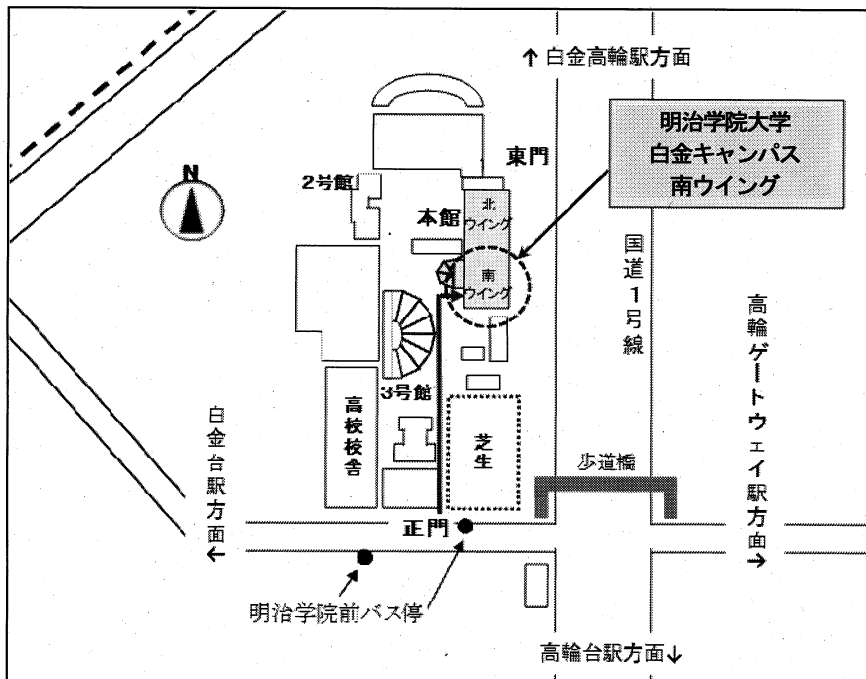 ↑ 白金高輪駅方面
明治学院大学
白金キャンパス
南ウイング
東門
N
2号館
北
ウイング
本館
南
ウイング
国道1号線
高輪ゲートウェイ駅方面
→
3号館
高校校舎
芝生
白金台駅方面
←
歩道橋
正門
明治学院前バス停
高輪台駅方面↓